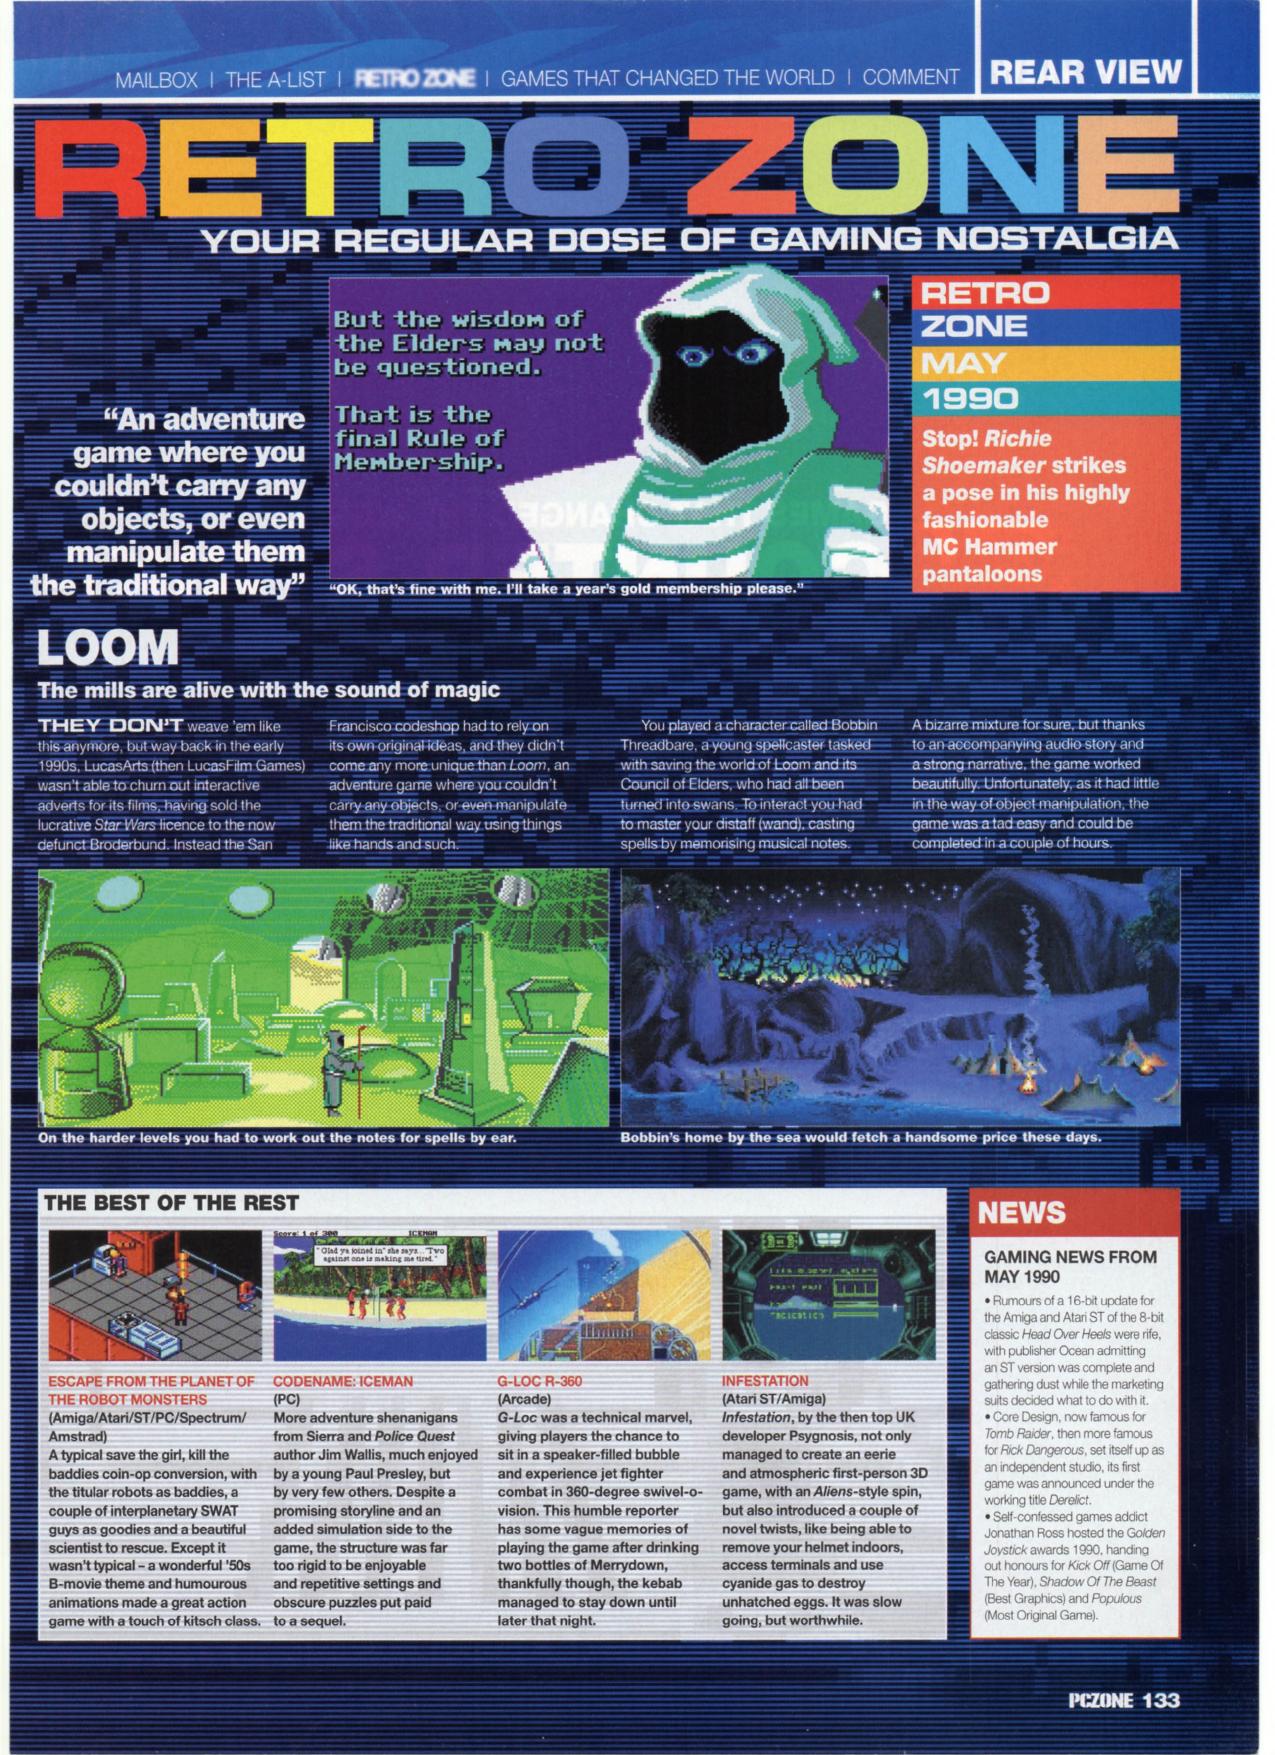 MAILBOX | THE A-LIST | RETRO ZONE | GAMES THAT CHANGED THE WORLD | COMMENT
REAR VIEW
RETRO ZONE
YOUR REGULAR DOSE OF GAMING NOSTALGIA
"An adventure
game where you
couldn't carry any
objects, or even
manipulate them
the traditional way"
But the wisdom of
the Elders may not
be questioned.
That is the
final Rule of
Membership.
"OK, that's fine with me. I'll take a year's gold membership please."
RETRO
ZONE
MAY
1990
Stop! Richie
Shoemaker strikes
a pose in his highly
fashionable
MC Hammer
pantaloons
LOOM
The mills are alive with the sound of magic
THEY DON'T weave 'em like
this anymore, but way back in the early
1990s, LucasArts (then LucasFilm Games)
wasn't able to churn out interactive
adverts for its films, having sold the
lucrative Star Wars licence to the now
defunct Broderbund. Instead the San
Francisco codeshop had to rely on
its own original ideas, and they didn't
come any more unique than Loom, an
adventure game where you couldn't
carry any objects, or even manipulate
them the traditional way using things
like hands and such.
You played a character called Bobbin
Threadbare, a young spellcaster tasked
with saving the world of Loom and its
Council of Elders, who had all been
turned into swans. To interact you had
to master your distaff (wand), casting
spells by memorising musical notes.
A bizarre mixture for sure, but thanks
to an accompanying audio story and
a strong narrative, the game worked
beautifully. Unfortunately, as it had little
in the way of object manipulation, the
game was a tad easy and could be
completed in a couple of hours.
On the harder levels you had to work out the notes for spells by ear.
Bobbin's home by the sea would fetch a handsome price these days.
THE BEST OF THE REST
ESCAPE FROM THE PLANET OF
THE ROBOT MONSTERS
(Amiga/Atari/ST/PC/Spectrum/
Amstrad)
A typical save the girl, kill the
baddies coin-op conversion, with
the titular robots as baddies, a
couple of interplanetary SWAT
guys as goodies and a beautiful
scientist to rescue. Except it
wasn't typical – a wonderful '50s
B-movie theme and humourous
animations made a great action
game with a touch of kitsch class.
Score: 1 of 300 ICEMAN
"Glad ya joined in" she says..."Two
against one is making me tired."
CODENAME: ICEMAN
(PC)
More adventure shenanigans
from Sierra and Police Quest
author Jim Wallis, much enjoyed
by a young Paul Presley, but
by very few others. Despite a
promising storyline and an
added simulation side to the
game, the structure was far
too rigid to be enjoyable
and repetitive settings and
obscure puzzles put paid
to a sequel.
G-LOC R-360
(Arcade)
G-Loc was a technical marvel,
giving players the chance to
sit in a speaker-filled bubble
and experience jet fighter
combat in 360-degree swivel-o-
vision. This humble reporter
has some vague memories of
playing the game after drinking
two bottles of Merrydown,
thankfully though, the kebab
managed to stay down until
later that night.
INFESTATION
(Atari ST/Amiga)
Infestation, by the then top UK
developer Psygnosis, not only
managed to create an eerie
and atmospheric first-person 3D
game, with an Aliens-style spin,
but also introduced a couple of
novel twists, like being able to
remove your helmet indoors,
access terminals and use
cyanide gas to destroy
unhatched eggs. It was slow
going, but worthwhile.
NEWS
GAMING NEWS FROM
MAY 1990
• Rumours of a 16-bit update for
the Amiga and Atari ST of the 8-bit
classic Head Over Heels were rife,
with publisher Ocean admitting
an ST version was complete and
gathering dust while the marketing
suits decided what to do with it.
• Core Design, now famous for
Tomb Raider, then more famous
for Rick Dangerous, set itself up as
an independent studio, its first
game was announced under the
working title Derelict.
• Self-confessed games addict
Jonathan Ross hosted the Golden
Joystick awards 1990, handing
out honours for Kick Off (Game Of
The Year), Shadow Of The Beast
(Best Graphics) and Populous
(Most Original Game).
PCZONE 133